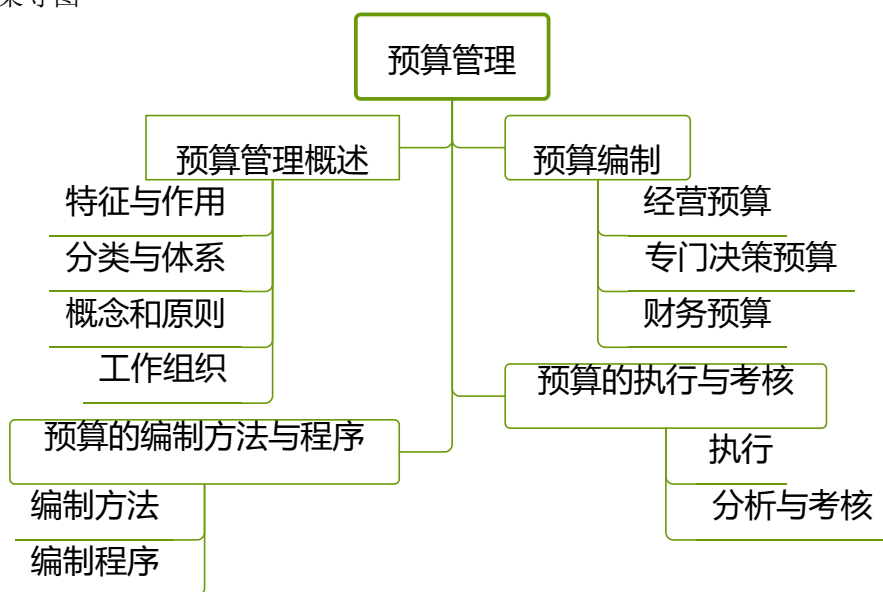 预算管理
预算管理概述
特征与作用
分类与体系
概念和原则
工作组织
预算的编制方法与程序
编制方法
编制程序
预算编制
经营预算
专门决策预算
财务预算
预算的执行与考核
执行
分析与考核